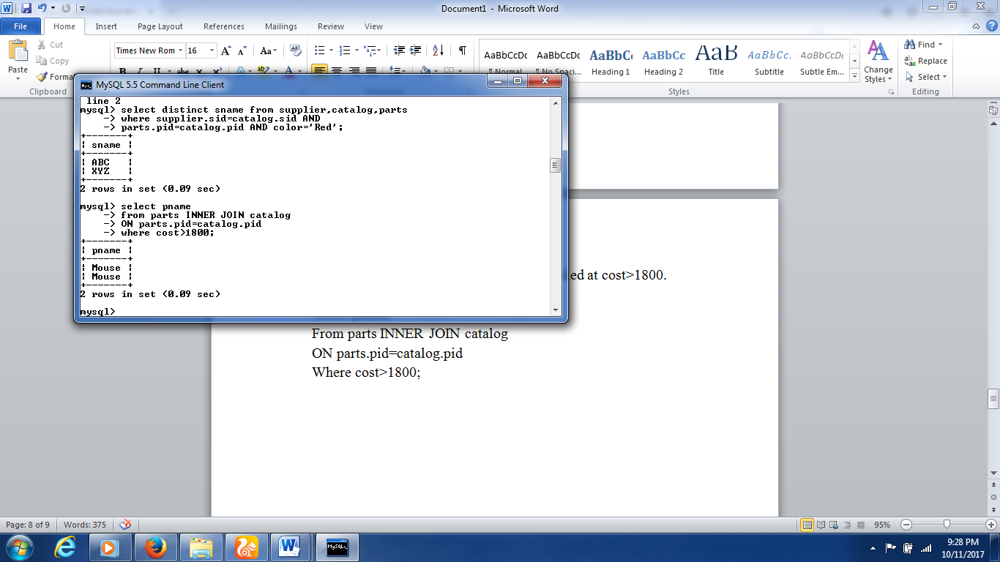 Document1 - Microsoft Word
File Home Insert Page Layout References Mailings Review View
Paste
Cut
Copy
Clipboard
Times New Rom 16
AaBbCcDc AaBbCcDc AaBbCc AaBbCc AaB AaBbCc. AaBbCcDc
Heading 1 Heading 2 Title Subtitle Subtle Em...
Styles
Change
Styles
Find
Replace
Select
Editing
MySQL 5.5 Command Line Client
line 2
mysql> select distinct sname from supplier,catalog,parts
-> where supplier.sid=catalog.sid AND
-> parts.pid=catalog.pid AND color='Red';
+-------+
| sname |
+-------+
| ABC |
| XYZ |
+-------+
2 rows in set (0.09 sec)
mysql> select pname
-> from parts INNER JOIN catalog
-> ON parts.pid=catalog.pid
-> where cost>1800;
+-------+
| pname |
+-------+
| Mouse |
| Mouse |
+-------+
2 rows in set (0.09 sec)
mysql>
ed at cost>1800.
From parts INNER JOIN catalog
ON parts.pid=catalog.pid
Where cost>1800;
Page: 8 of 9 Words: 375 95%
9:28 PM
10/11/2017